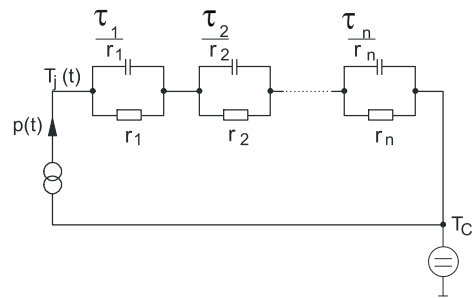 τ1 τ2 τn
r1 r2 rn
Tj (t)
p(t)
r1 r2 rn
TC